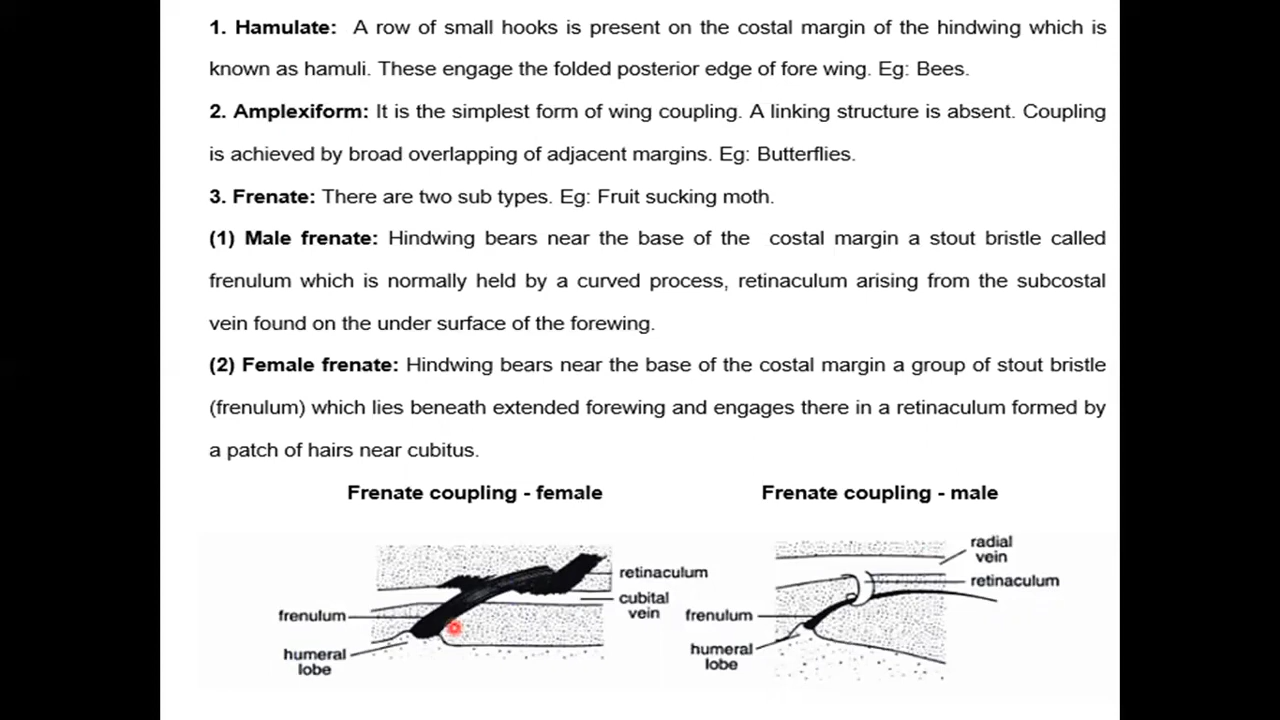 1. Hamulate: A row of small hooks is present on the costal margin of the hindwing which is
known as hamuli. These engage the folded posterior edge of fore wing. Eg: Bees.
2. Amplexiform: It is the simplest form of wing coupling. A linking structure is absent. Coupling
is achieved by broad overlapping of adjacent margins. Eg: Butterflies.
3. Frenate: There are two sub types. Eg: Fruit sucking moth.
(1) Male frenate: Hindwing bears near the base of the costal margin a stout bristle called
frenulum which is normally held by a curved process, retinaculum arising from the subcostal
vein found on the under surface of the forewing.
(2) Female frenate: Hindwing bears near the base of the costal margin a group of stout bristle
(frenulum) which lies beneath extended forewing and engages there in a retinaculum formed by
a patch of hairs near cubitus.
Frenate coupling - female
retinaculum
cubital
vein
frenulum
humeral
lobe
Frenate coupling - male
radial
vein
retinaculum
frenulum
humeral
lobe